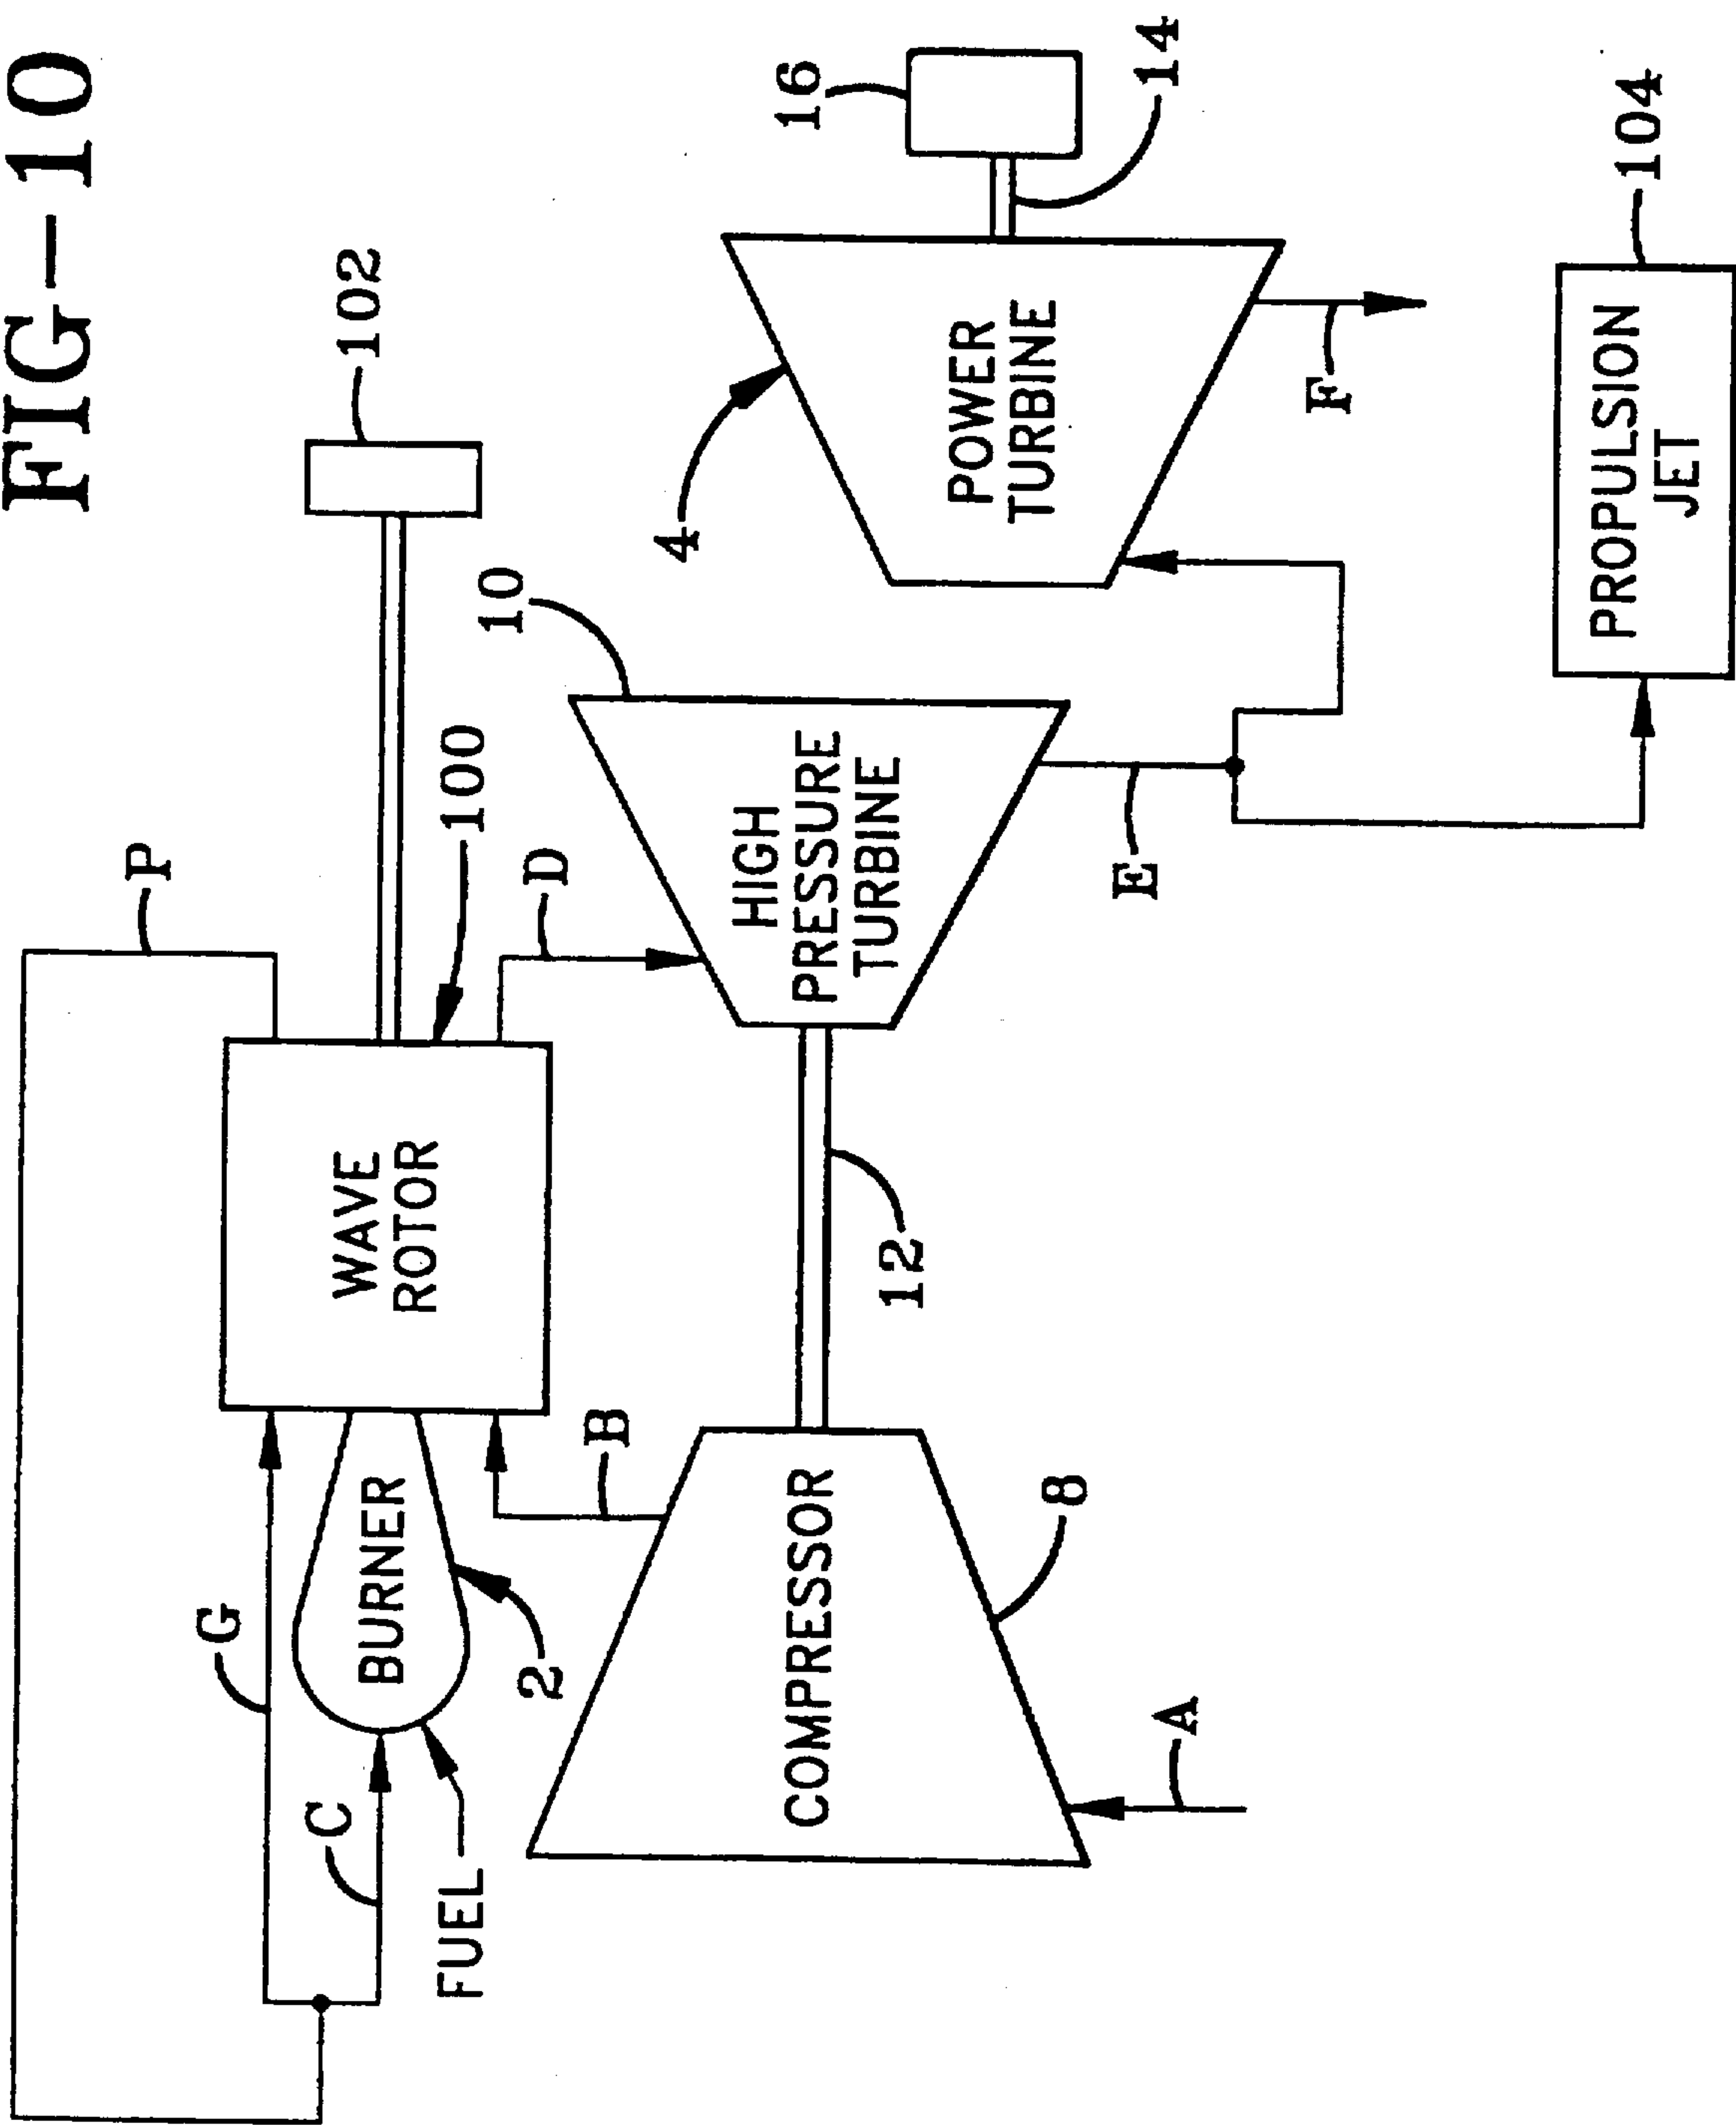 FIG-10
P
102
G
WAVE
ROTOR
100
C
BURNER
FUEL
2
B
D
10
4
16
COMPRESSOR
HIGH
PRESSURE
TURBINE
POWER
TURBINE
12
8
14
A
E
F
PROPULSION
JET
104